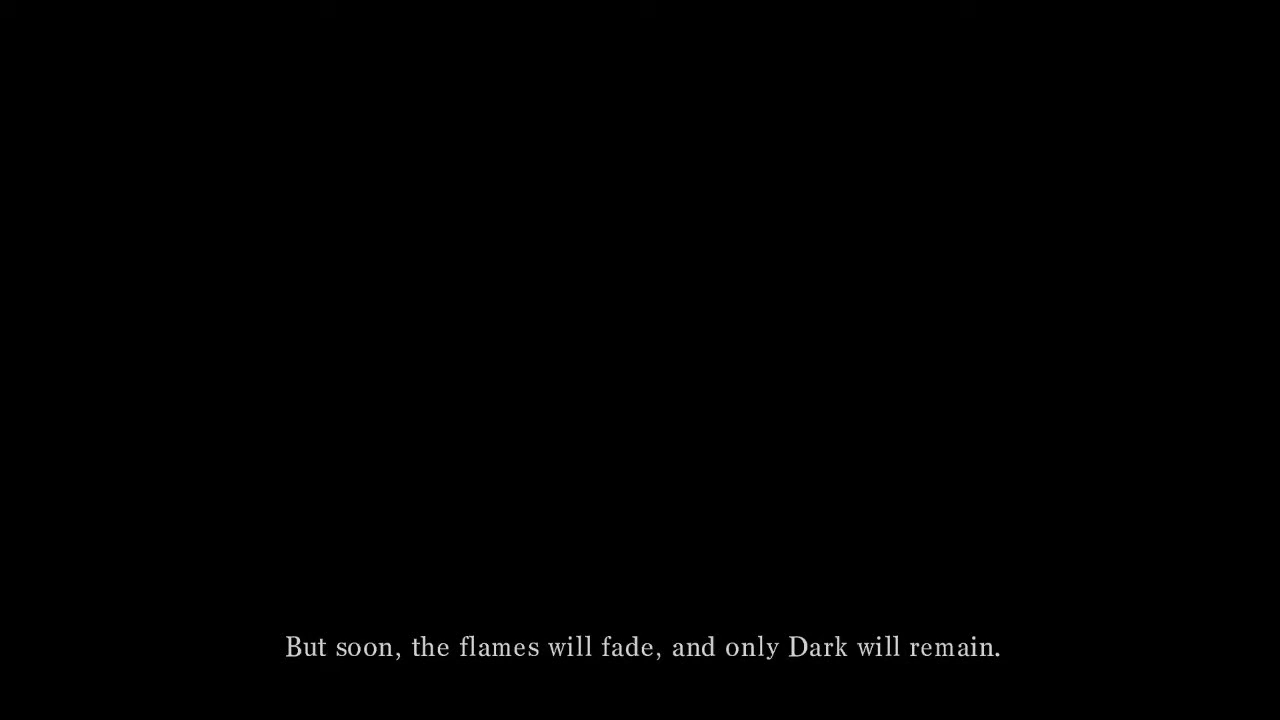 But soon, the flames will fade, and only Dark will remain.